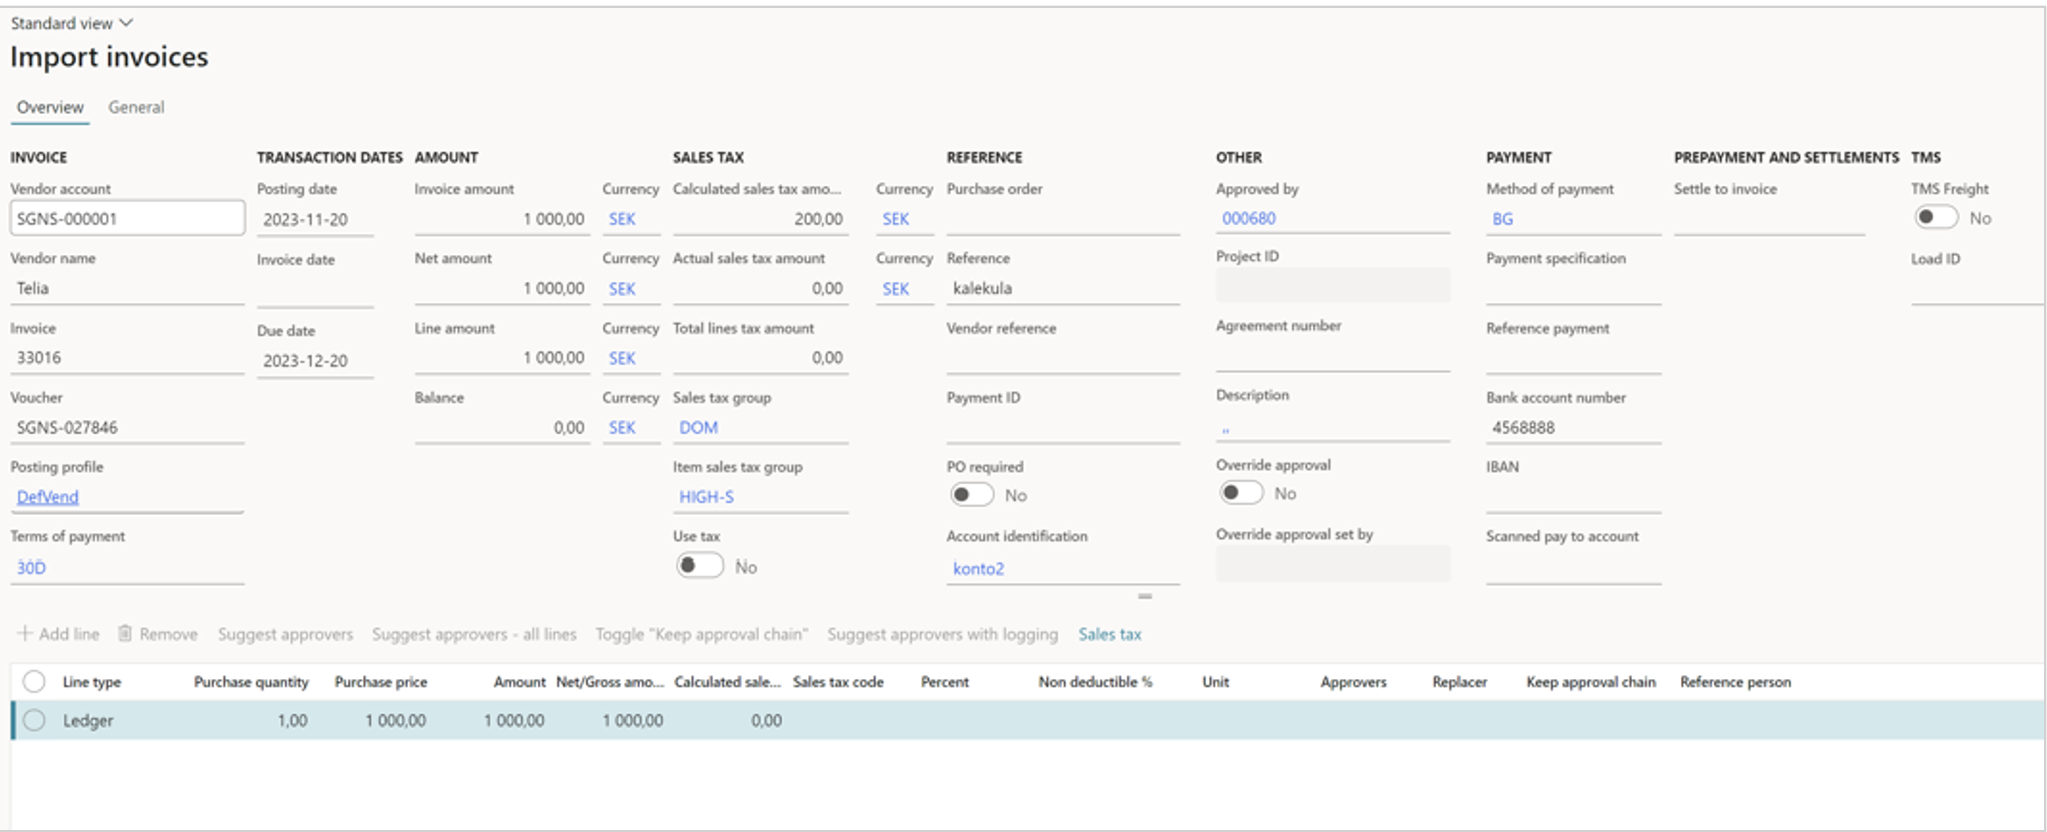 Standard view
Import invoices
Overview General
INVOICE TRANSACTION DATES AMOUNT SALES TAX REFERENCE OTHER PAYMENT PREPAYMENT AND SETTLEMENTS TMS
Vendor account Posting date Invoice amount Currency Calculated sales tax amo... Currency Purchase order Approved by Method of payment Settle to invoice TMS Freight
SGNS-000001 2023-11-20 1 000,00 SEK 200,00 SEK 000680 BG No
Vendor name Invoice date Net amount Currency Actual sales tax amount Currency Reference Project ID Payment specification Load ID
Telia 1 000,00 SEK 0,00 SEK kalekula
Invoice Due date Line amount Currency Total lines tax amount Vendor reference Agreement number Reference payment
33016 2023-12-20 1 000,00 SEK 0,00
Voucher Balance Currency Sales tax group Payment ID Description Bank account number
SGNS-027846 0,00 SEK DOM ,, 4568888
Posting profile Item sales tax group PO required Override approval IBAN
DefVend HIGH-S No No
Terms of payment Use tax Account identification Override approval set by Scanned pay to account
30D No konto2
Add line Remove Suggest approvers Suggest approvers - all lines Toggle "Keep approval chain" Suggest approvers with logging Sales tax
Line type Purchase quantity Purchase price Amount Net/Gross amo... Calculated sale... Sales tax code Percent Non deductible % Unit Approvers Replacer Keep approval chain Reference person
Ledger 1,00 1 000,00 1 000,00 1 000,00 0,00